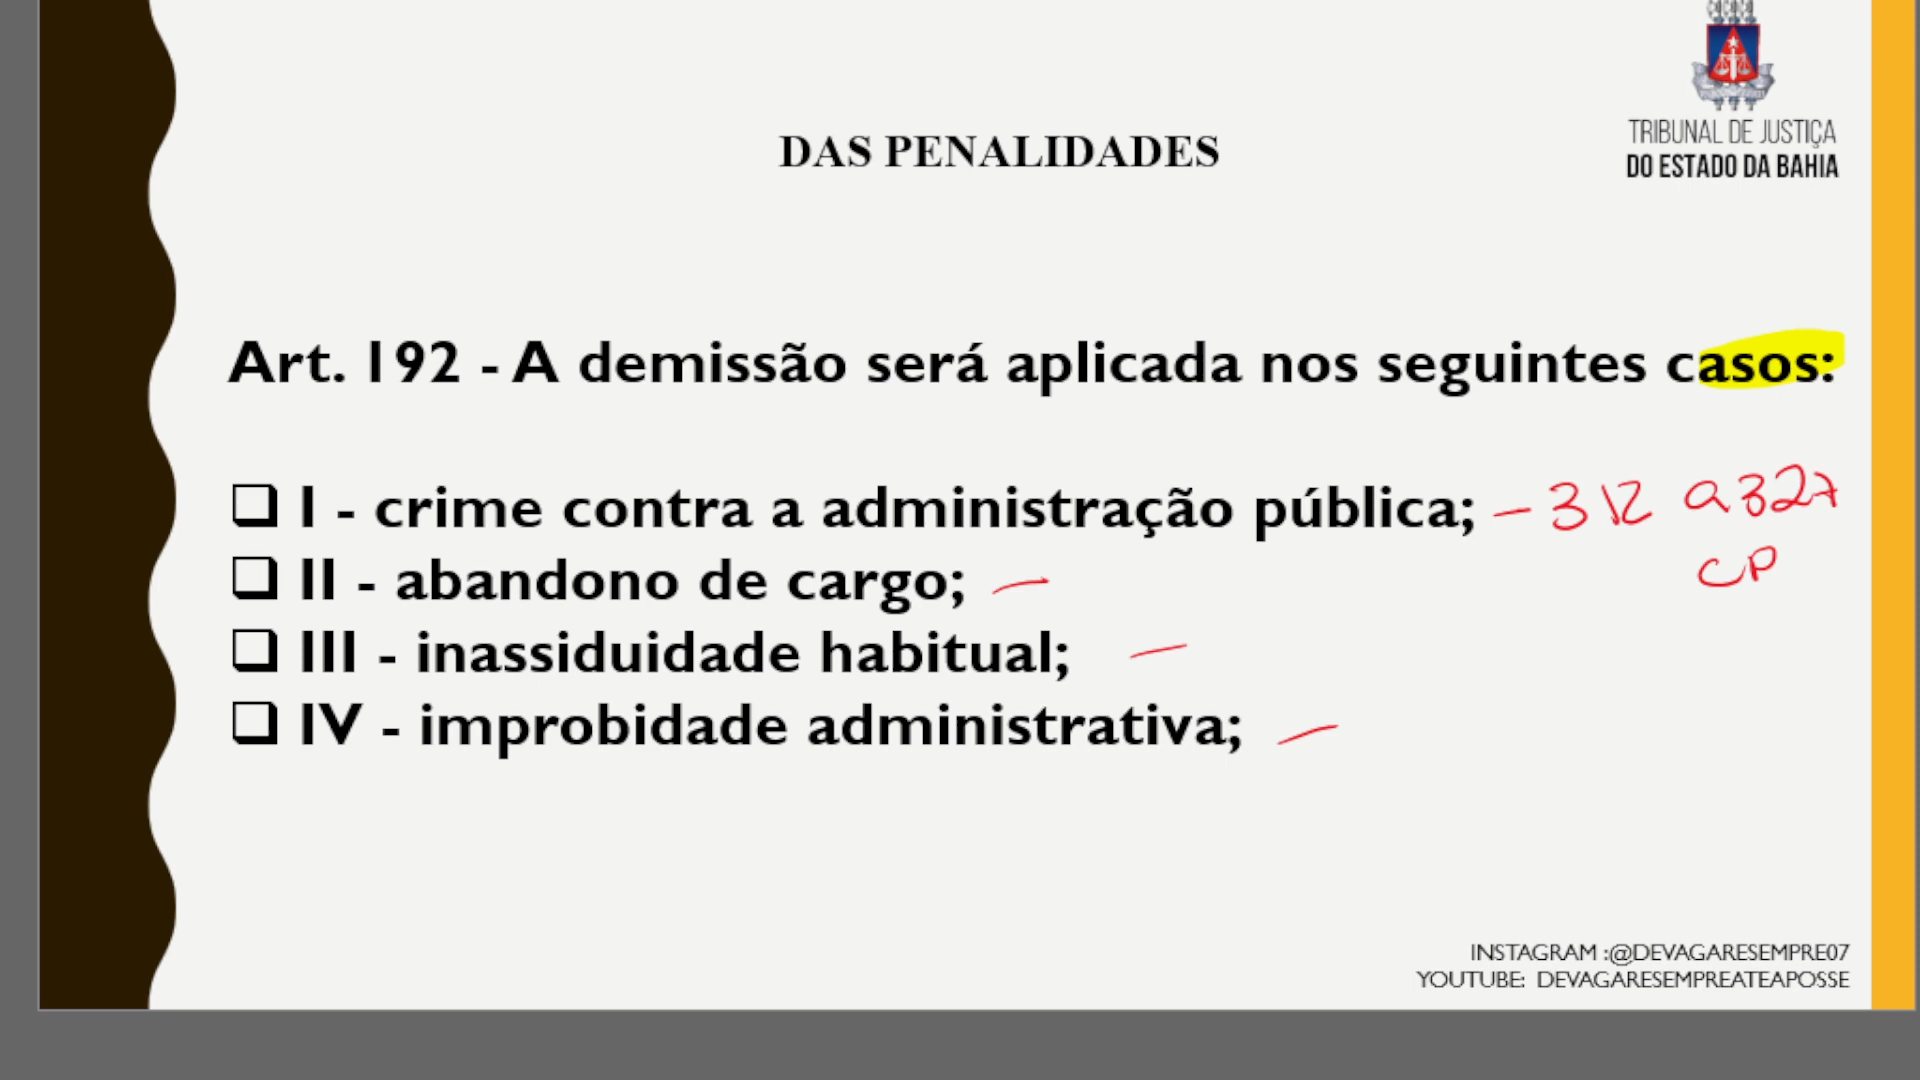 TRIBUNAL DE JUSTIÇA
DO ESTADO DA BAHIA
DAS PENALIDADES
Art. 192 - A demissão será aplicada nos seguintes casos:
❑ I - crime contra a administração pública; – 312 a 327
CP
❑ II - abandono de cargo; –
❑ III - inassiduidade habitual; –
❑ IV - improbidade administrativa; –
INSTAGRAM :@DEVAGARESEMPRE07
YOUTUBE: DEVAGARESEMPREATEAPOSSE